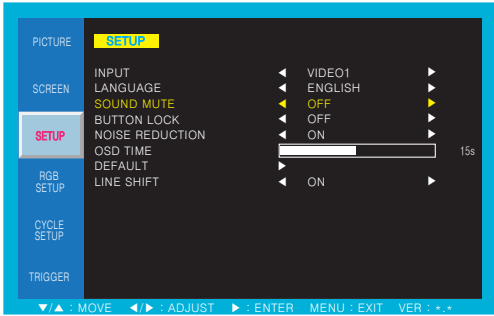 PICTURE
SCREEN
SETUP
RGB
SETUP
CYCLE
SETUP
TRIGGER
SETUP
INPUT ◀ VIDEO1 ▶
LANGUAGE ◀ ENGLISH ▶
SOUND MUTE ◀ OFF ▶
BUTTON LOCK ◀ OFF ▶
NOISE REDUCTION ◀ ON ▶
OSD TIME 15s
DEFAULT ▶
LINE SHIFT ◀ ON ▶
▼/▲ : MOVE ◀/▶ : ADJUST ▶ : ENTER MENU : EXIT VER : *.*